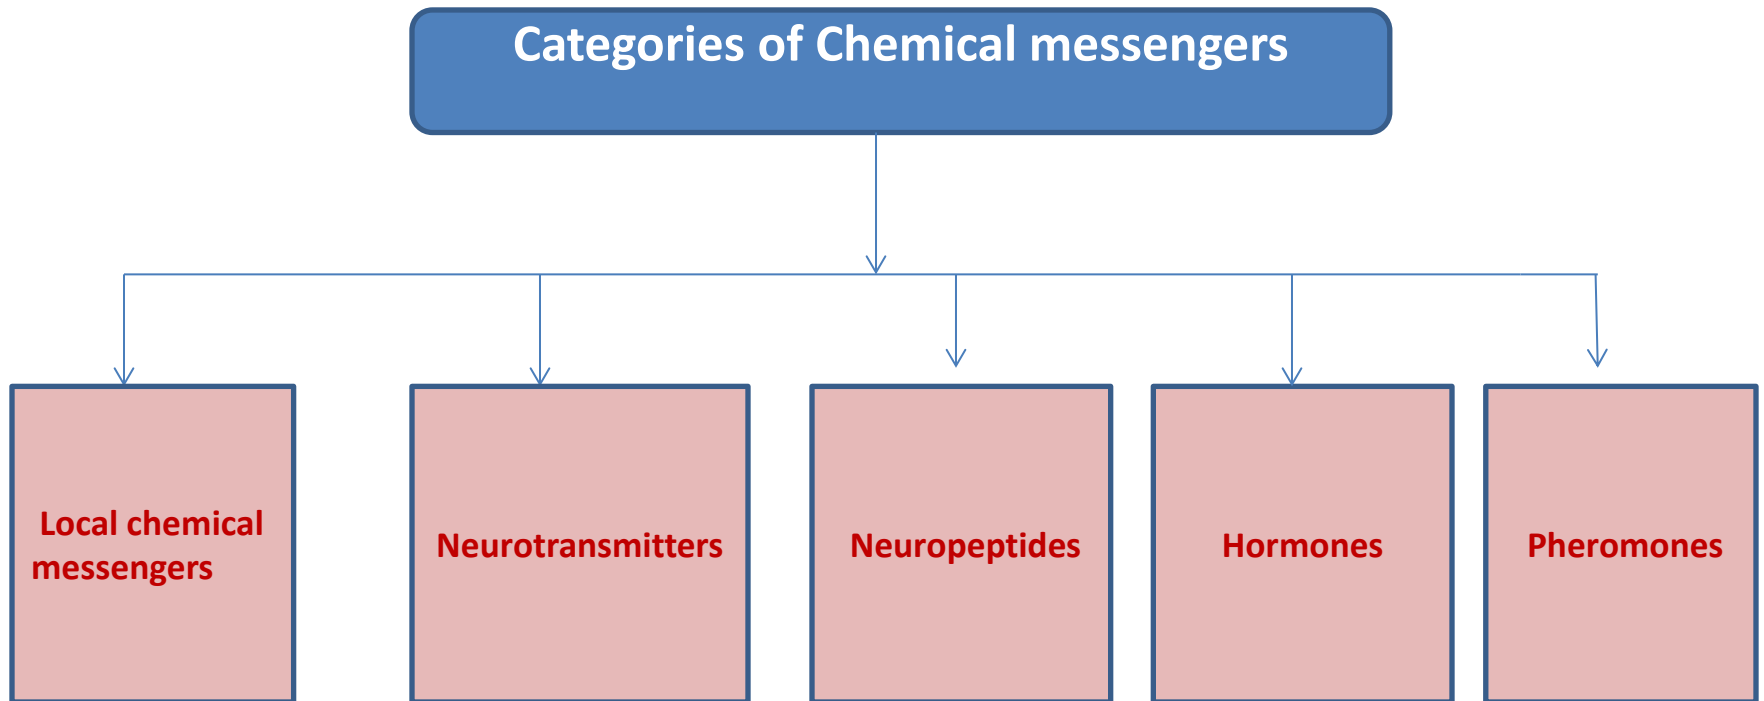 Categories of Chemical messengers
Local chemical
messengers
Neurotransmitters
Neuropeptides
Hormones
Pheromones